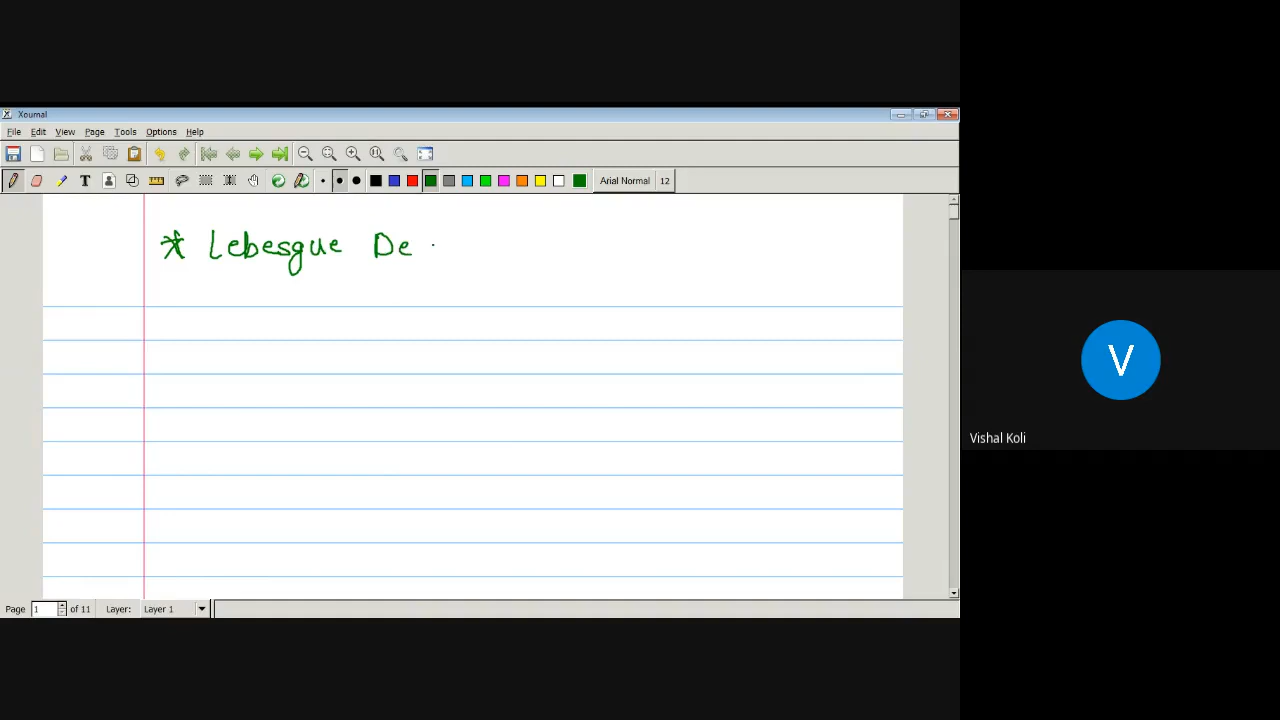 Xournal
File Edit View Page Tools Options Help
T Arial Normal 12
* Lebesgue De
V
Vishal Koli
Page 1 of 11 Layer: Layer 1